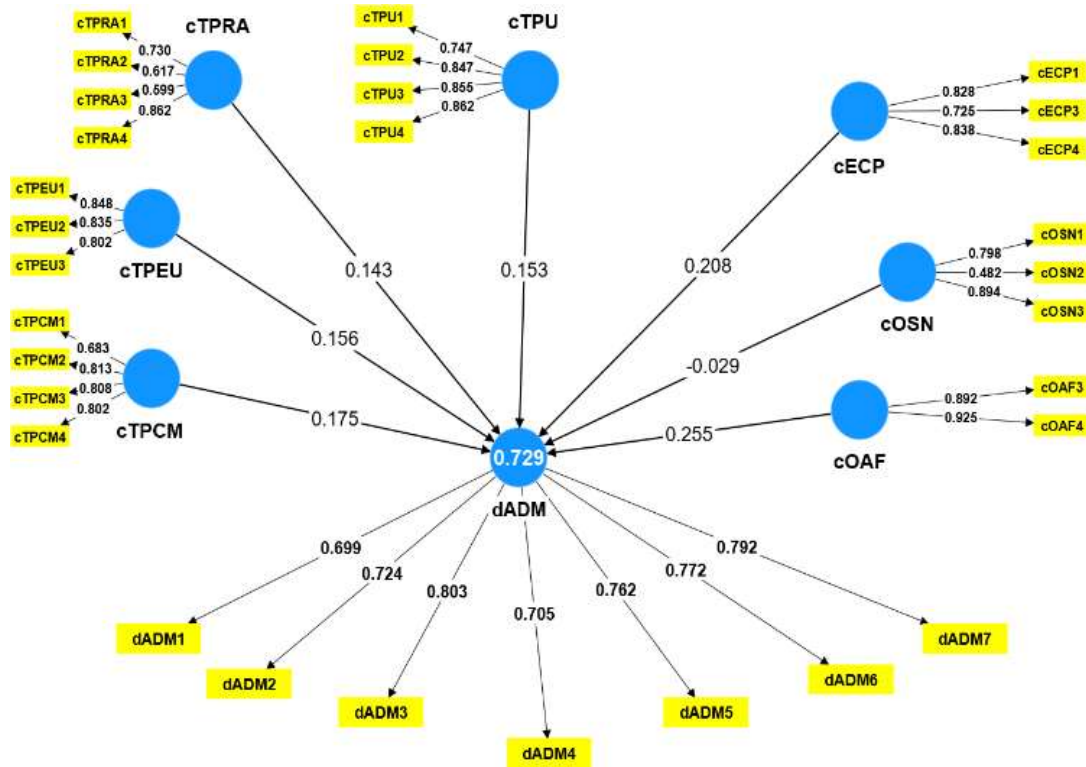 cTPRA1
cTPRA2
cTPRA3
cTPRA4
0.730
0.617
0.599
0.862
cTPRA
cTPU1
cTPU2
cTPU3
cTPU4
0.747
0.847
0.855
0.862
cTPU
cECP
0.828
0.725
0.838
cECP1
cECP3
cECP4
cTPEU1
cTPEU2
cTPEU3
0.848
0.835
0.802
cTPEU
cOSN
0.798
0.482
0.894
cOSN1
cOSN2
cOSN3
cTPCM1
cTPCM2
cTPCM3
cTPCM4
0.683
0.813
0.808
0.802
cTPCM
cOAF
0.892
0.925
cOAF3
cOAF4
0.143
0.153
0.208
0.156
-0.029
0.175
0.255
0.729
dADM
0.699
0.724
0.803
0.705
0.762
0.772
0.792
dADM1
dADM2
dADM3
dADM4
dADM5
dADM6
dADM7